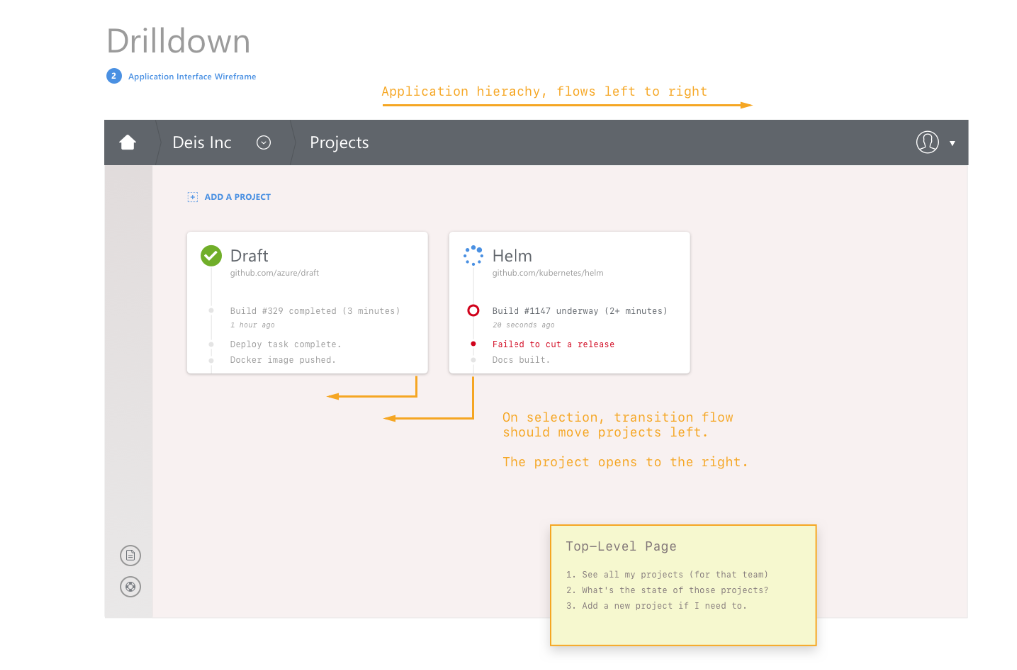 Drilldown
2 Application Interface Wireframe
Application hierachy, flows left to right
Deis Inc
Projects
ADD A PROJECT
Draft
github.com/azure/draft
Build #329 completed (3 minutes)
1 hour ago
Deploy task complete.
Docker image pushed.
Helm
github.com/kubernetes/helm
Build #1147 underway (2+ minutes)
20 seconds ago
Failed to cut a release
Docs built.
On selection, transition flow
should move projects left.
The project opens to the right.
Top-Level Page
1. See all my projects (for that team)
2. What's the state of those projects?
3. Add a new project if I need to.